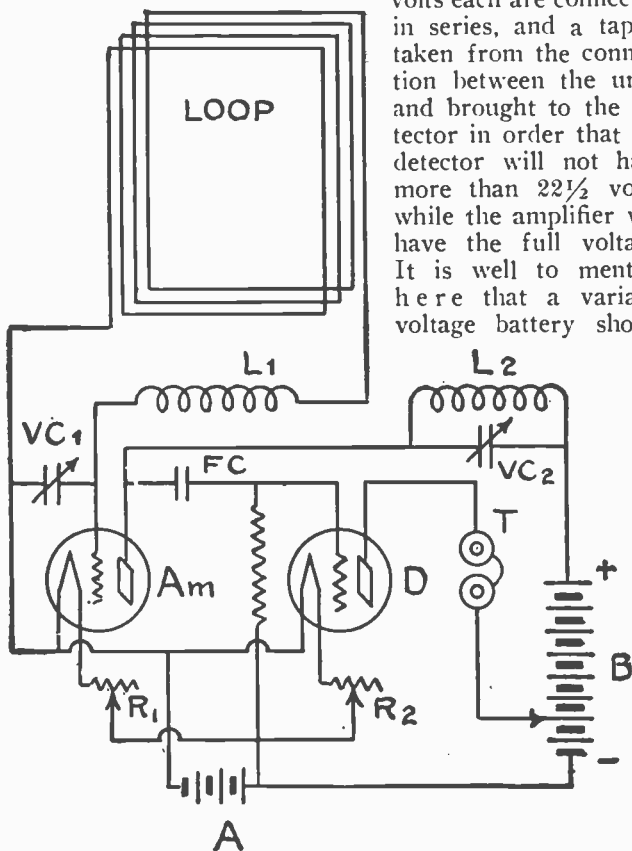 volts each are connect
in series, and a tap
taken from the conn
tion between the un
and brought to the
tector in order that
detector will not ha
more than 22½ vo
while the amplifier w
have the full volta
It is well to ment
here that a varia
voltage battery sho
LOOP
L1
L2
VC1
FC
VC2
T
Am
D
+
B
R1
R2
-
A